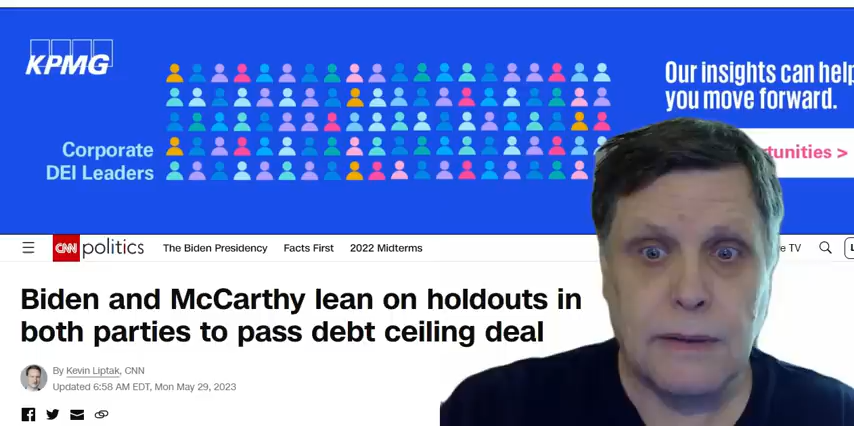 KPMG
Our insights can help
you move forward.
Corporate
DEI Leaders
tunities >
CNN politics The Biden Presidency Facts First 2022 Midterms TV
Biden and McCarthy lean on holdouts in
both parties to pass debt ceiling deal
By Kevin Liptak, CNN
Updated 6:58 AM EDT, Mon May 29, 2023